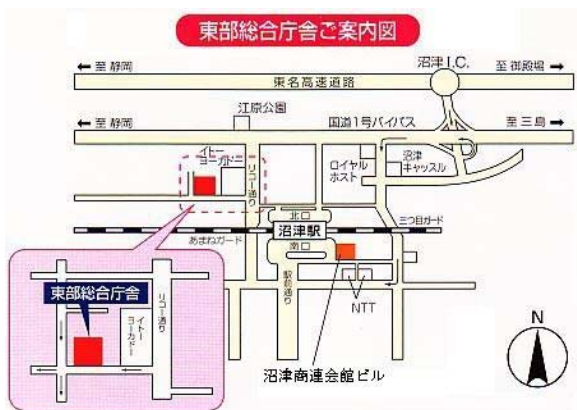 東部総合庁舎ご案内図
沼津I.C.
← 至 静岡
至 御殿場 →
東名高速道路
江原公園
← 至 静岡
国道1号バイパス
至 三島 →
イトー
ヨーカドー
リコー通り
ロイヤル
ホスト
沼津
キャッスル
北口
三つ目ガード
沼津駅
あまねガード
南口
駅前通り
NTT
東部総合庁舎
リコー通り
イトー
ヨーカドー
沼津商連会館ビル
N